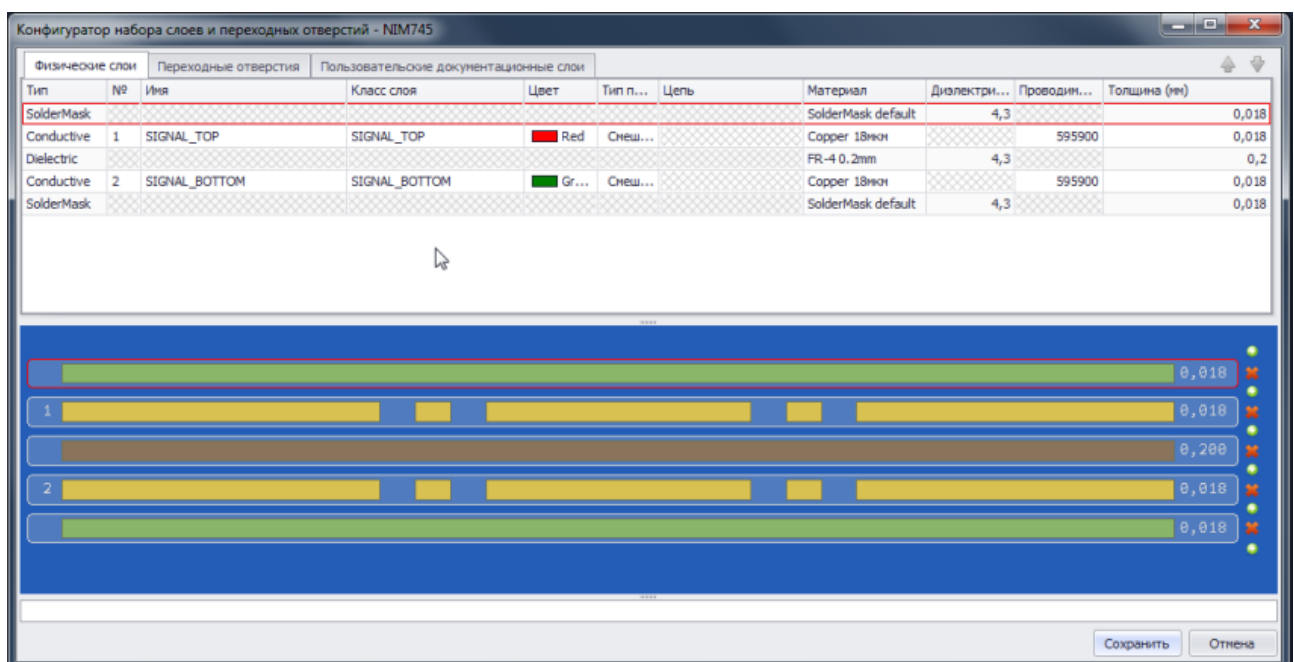 Конфигуратор набора слоев и переходных отверстий - NIM745
Физические слои Переходные отверстия Пользовательские документационные слои
Тип № Имя Класс слоя Цвет Тип п... Цепь Материал Диэлектри... Проводин... Толщина (мм)
SolderMask SolderMask default 4,3 0,018
Conductive 1 SIGNAL_TOP SIGNAL_TOP Red Смеш... Copper 18мкм 595900 0,018
Dielectric FR-4 0.2mm 4,3 0,2
Conductive 2 SIGNAL_BOTTOM SIGNAL_BOTTOM Gr... Смеш... Copper 18мкм 595900 0,018
SolderMask SolderMask default 4,3 0,018
0,018
1 0,018
0,200
2 0,018
0,018
Сохранить Отмена